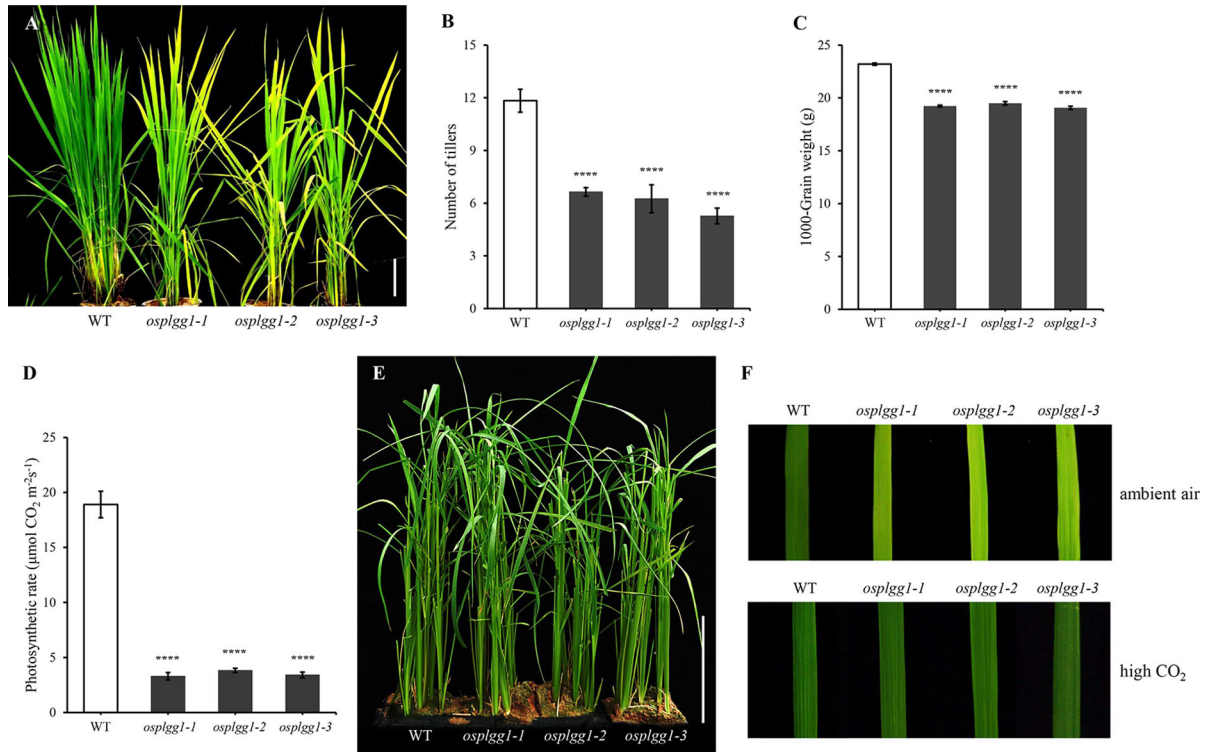 A
WT osplgg1-1 osplgg1-2 osplgg1-3
B
Number of tillers
15
12
9
6
3
0
****
****
****
WT osplgg1-1 osplgg1-2 osplgg1-3
C
1000-Grain weight (g)
25
20
15
10
5
0
****
****
****
WT osplgg1-1 osplgg1-2 osplgg1-3
D
Photosynthetic rate (μmol CO₂ m⁻²s⁻¹)
25
20
15
10
5
0
****
****
****
WT osplgg1-1 osplgg1-2 osplgg1-3
E
WT osplgg1-1 osplgg1-2 osplgg1-3
F
WT osplgg1-1 osplgg1-2 osplgg1-3
ambient air
WT osplgg1-1 osplgg1-2 osplgg1-3
high CO₂